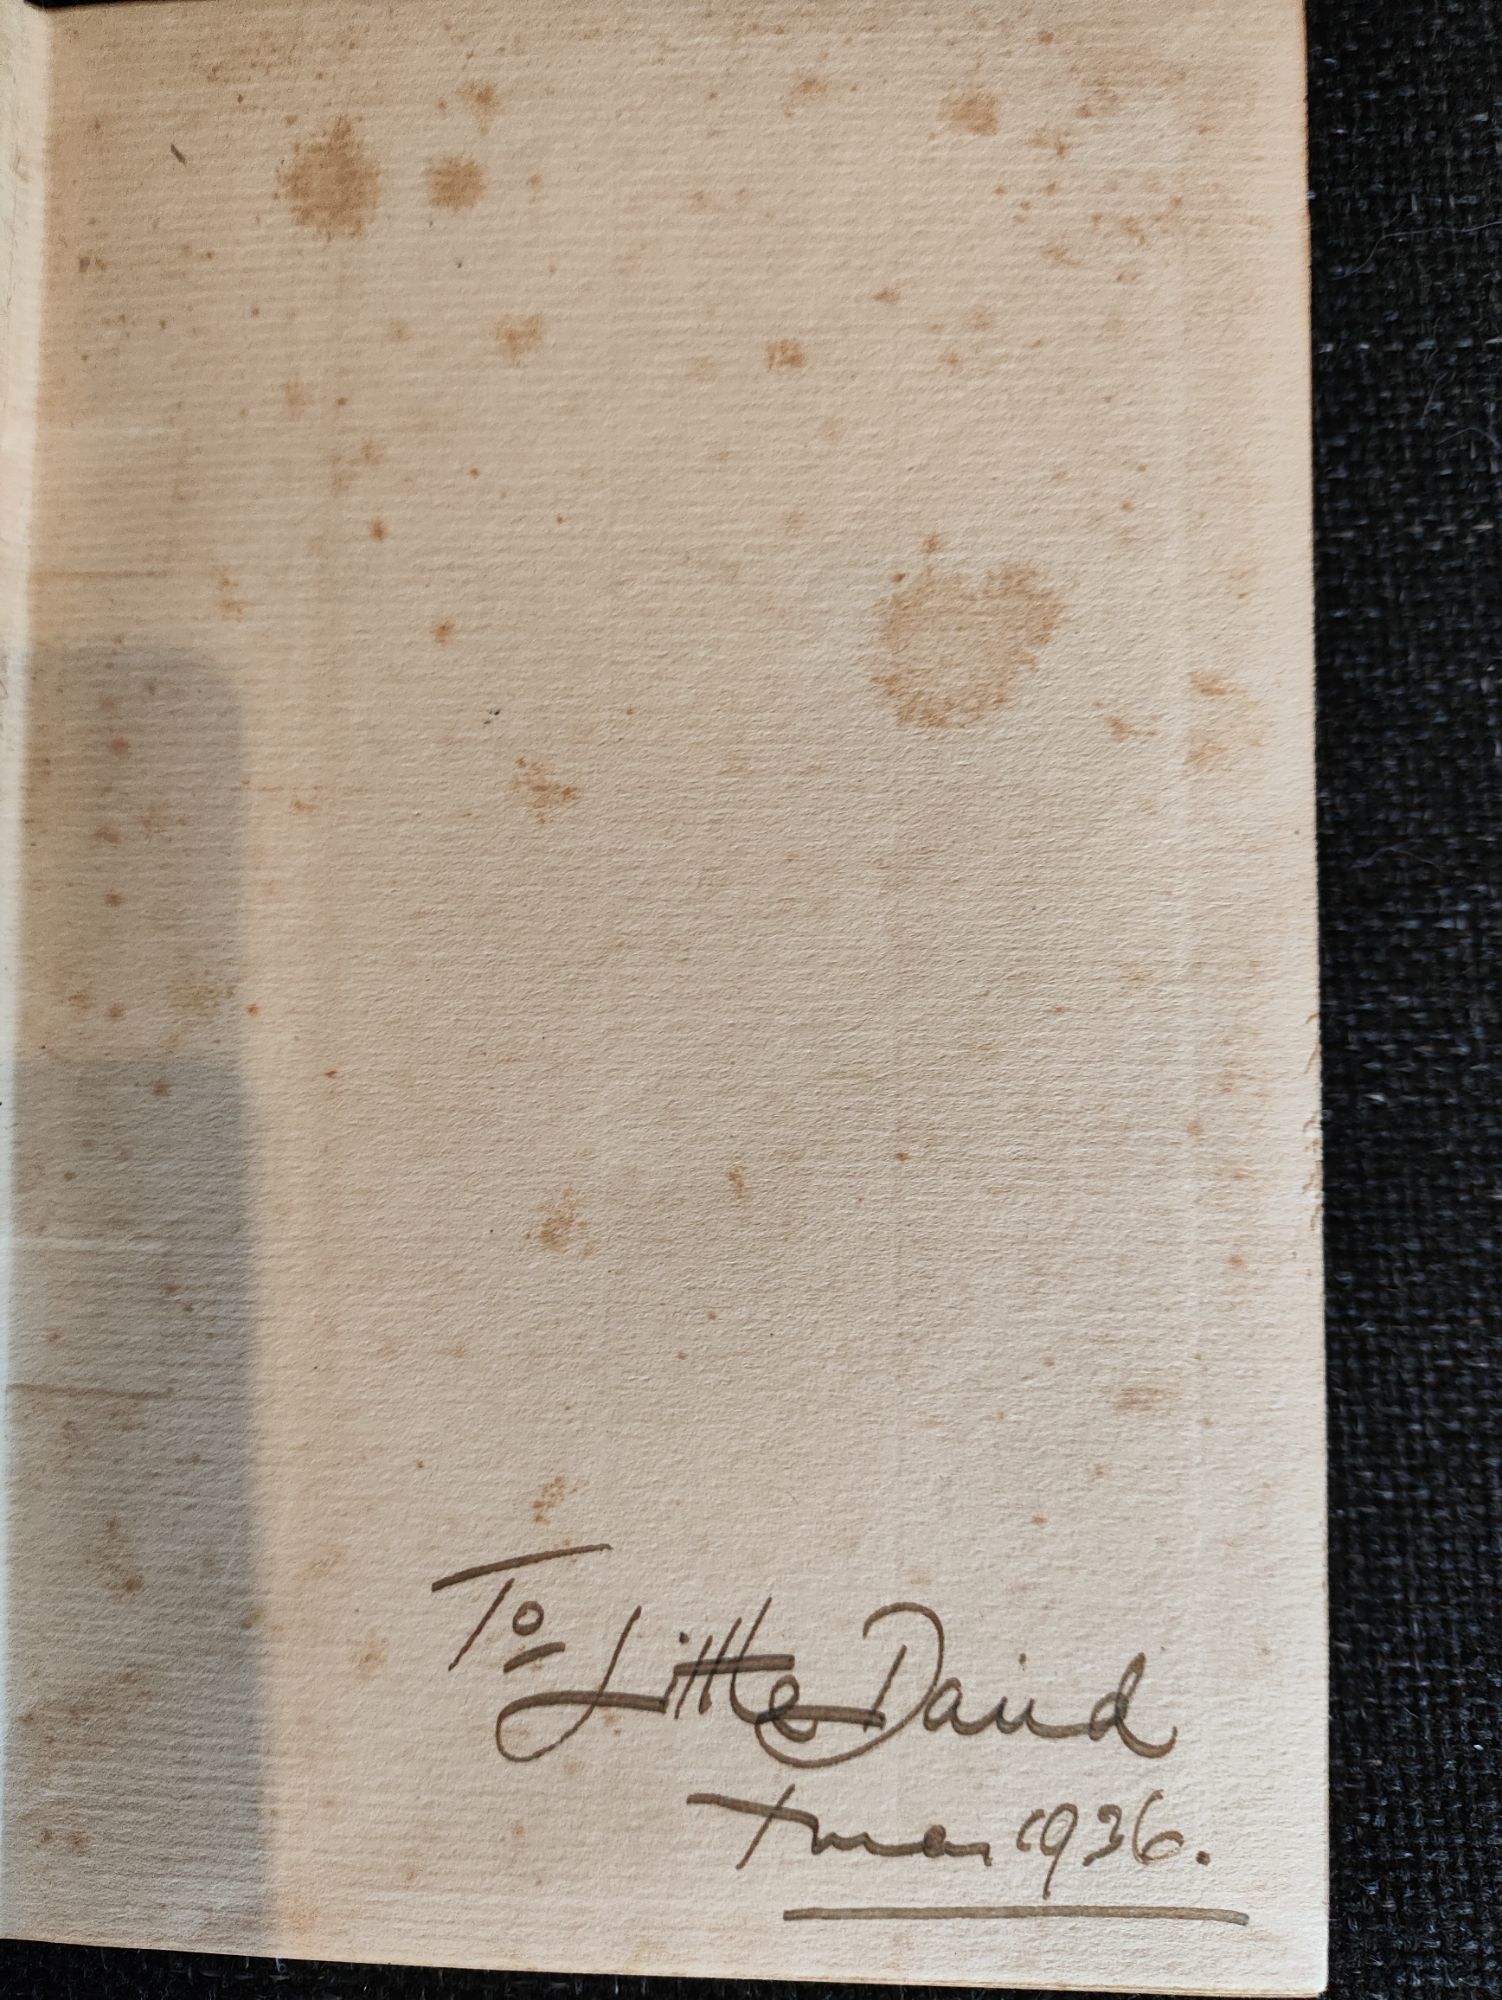 To Little David
Xmas 1936.